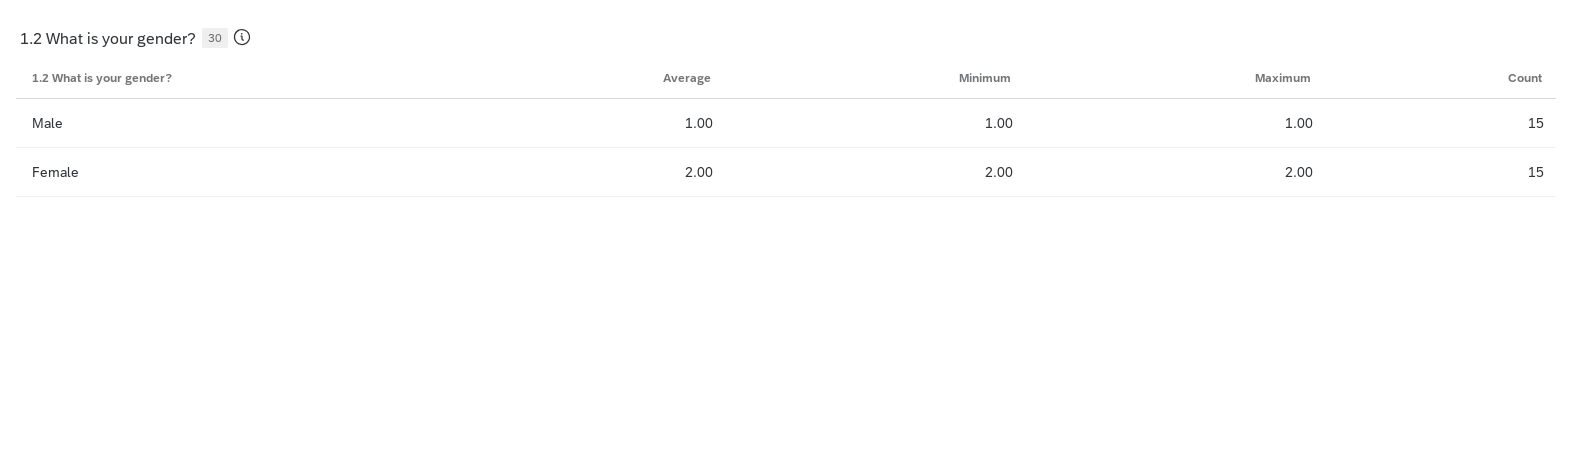 1.2 What is your gender? 30
1.2 What is your gender? Average Minimum Maximum Count
Male 1.00 1.00 1.00 15
Female 2.00 2.00 2.00 15